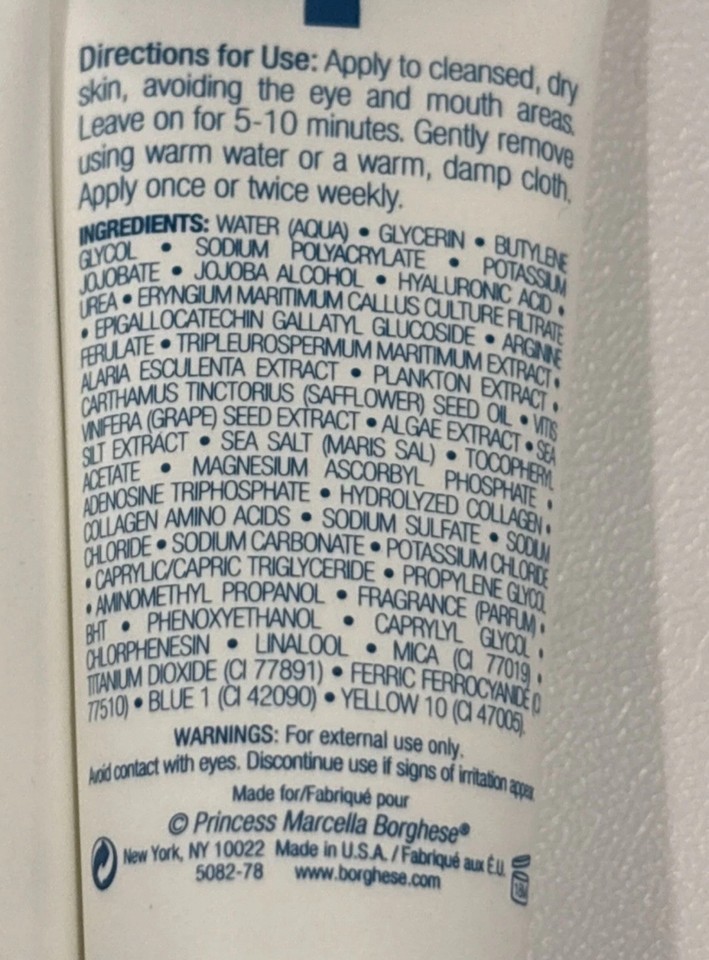 Directions for Use: Apply to cleansed, dry
skin, avoiding the eye and mouth areas.
Leave on for 5-10 minutes. Gently remove
using warm water or a warm, damp cloth.
Apply once or twice weekly.
INGREDIENTS: WATER (AQUA) • GLYCERIN • BUTYLENE
GLYCOL • SODIUM POLYACRYLATE • POTASSIUM
JOJOBATE • JOJOBA ALCOHOL • HYALURONIC ACID •
UREA • ERYNGIUM MARITIMUM CALLUS CULTURE FILTRATE
• EPIGALLOCATECHIN GALLATYL GLUCOSIDE • ARGININE
FERULATE • TRIPLEUROSPERMUM MARITIMUM EXTRACT •
ALARIA ESCULENTA EXTRACT • PLANKTON EXTRACT •
CARTHAMUS TINCTORIUS (SAFFLOWER) SEED OIL • VITIS
VINIFERA (GRAPE) SEED EXTRACT • ALGAE EXTRACT • SEA
SILT EXTRACT • SEA SALT (MARIS SAL) • TOCOPHERYL
ACETATE • MAGNESIUM ASCORBYL PHOSPHATE •
ADENOSINE TRIPHOSPHATE • HYDROLYZED COLLAGEN •
COLLAGEN AMINO ACIDS • SODIUM SULFATE • SODIUM
CHLORIDE • SODIUM CARBONATE • POTASSIUM CHLORIDE
• CAPRYLIC/CAPRIC TRIGLYCERIDE • PROPYLENE GLYCOL
• AMINOMETHYL PROPANOL • FRAGRANCE (PARFUM) •
BHT • PHENOXYETHANOL • CAPRYLYL GLYCOL •
CHLORPHENESIN • LINALOOL • MICA (CI 77019) •
TITANIUM DIOXIDE (CI 77891) • FERRIC FERROCYANIDE (CI
77510) • BLUE 1 (CI 42090) • YELLOW 10 (CI 47005).
WARNINGS: For external use only.
Avoid contact with eyes. Discontinue use if signs of irritation appear.
Made for/Fabriqué pour
© Princess Marcella Borghese®
New York, NY 10022 Made in U.S.A. / Fabriqué aux É.U.
5082-78 www.borghese.com